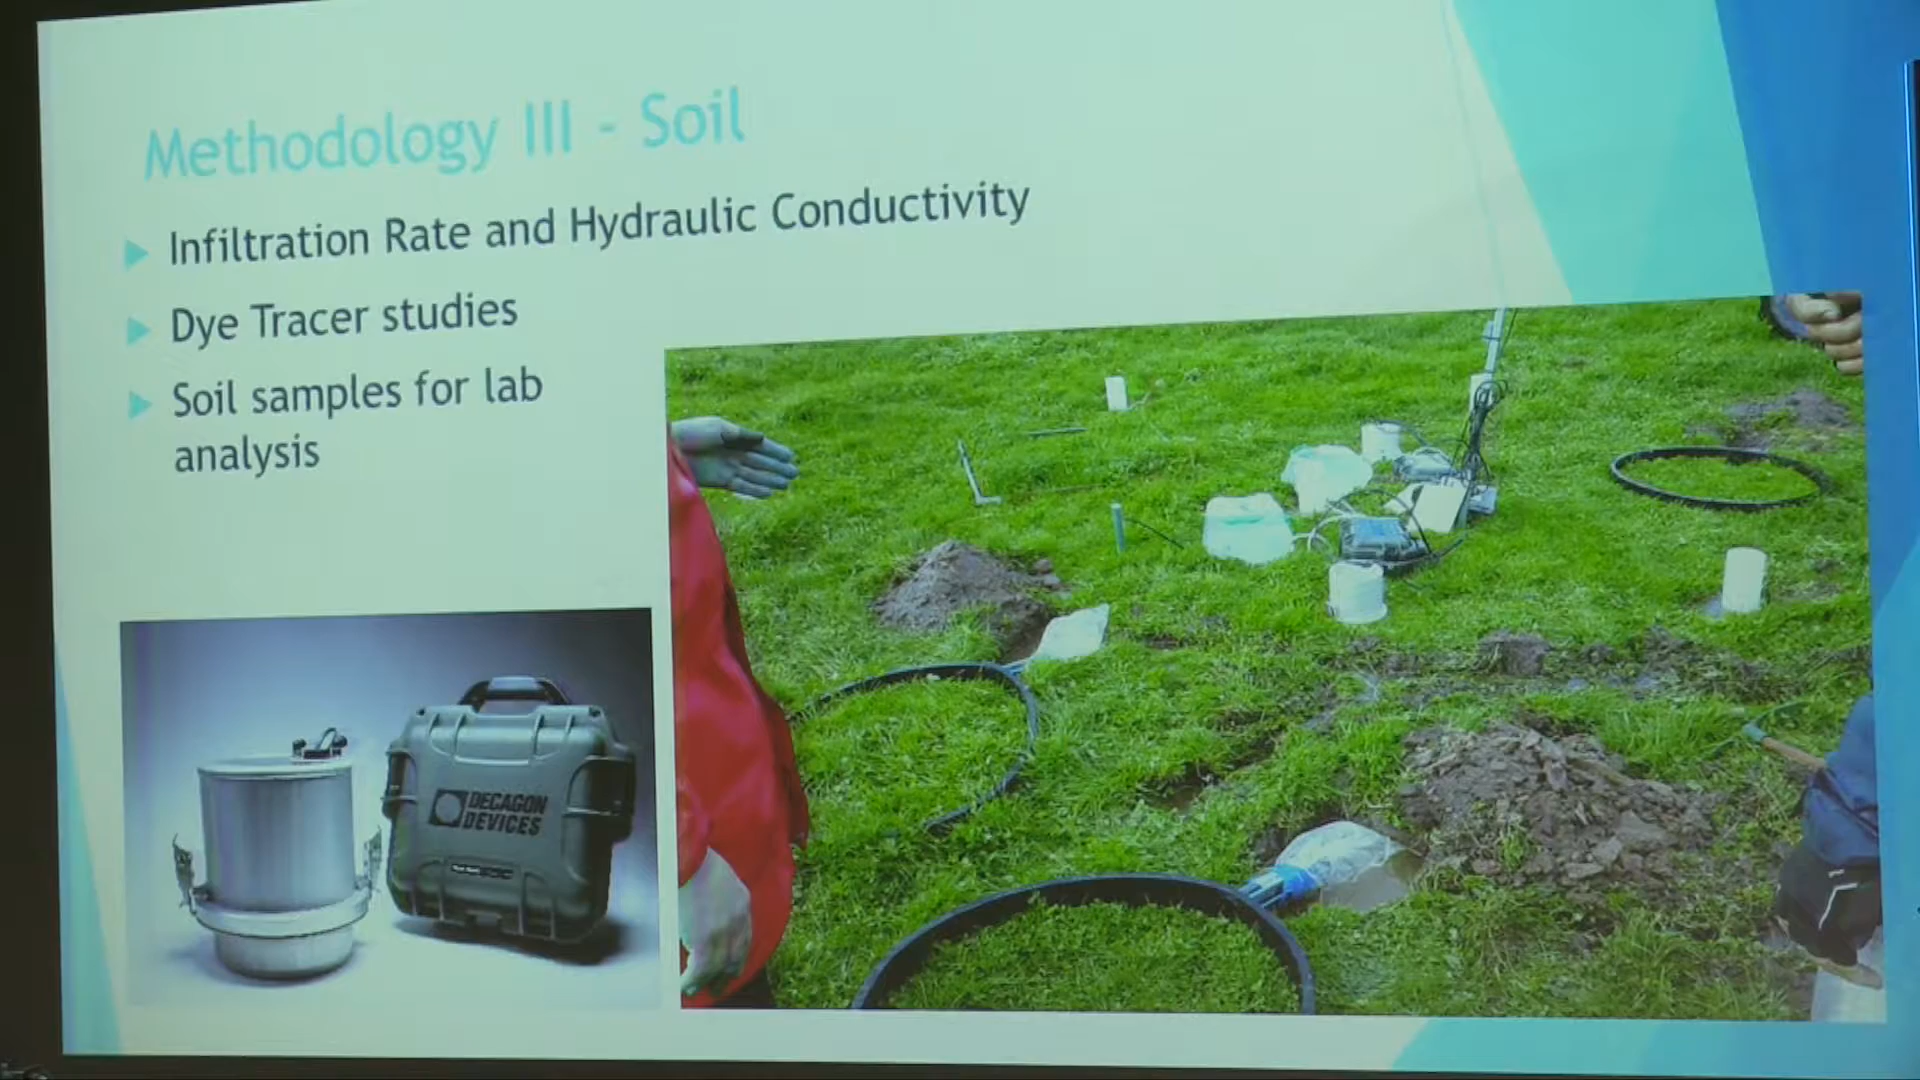 Methodology III - Soil
Infiltration Rate and Hydraulic Conductivity
Dye Tracer studies
Soil samples for lab
analysis
DECAGON
DEVICES